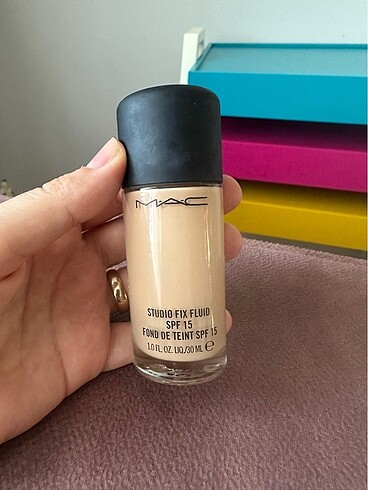 MAC
STUDIO FIX FLUID
SPF 15
FOND DE TEINT SPF 15
1.0 FL. OZ. LIQ./30 ML ℮